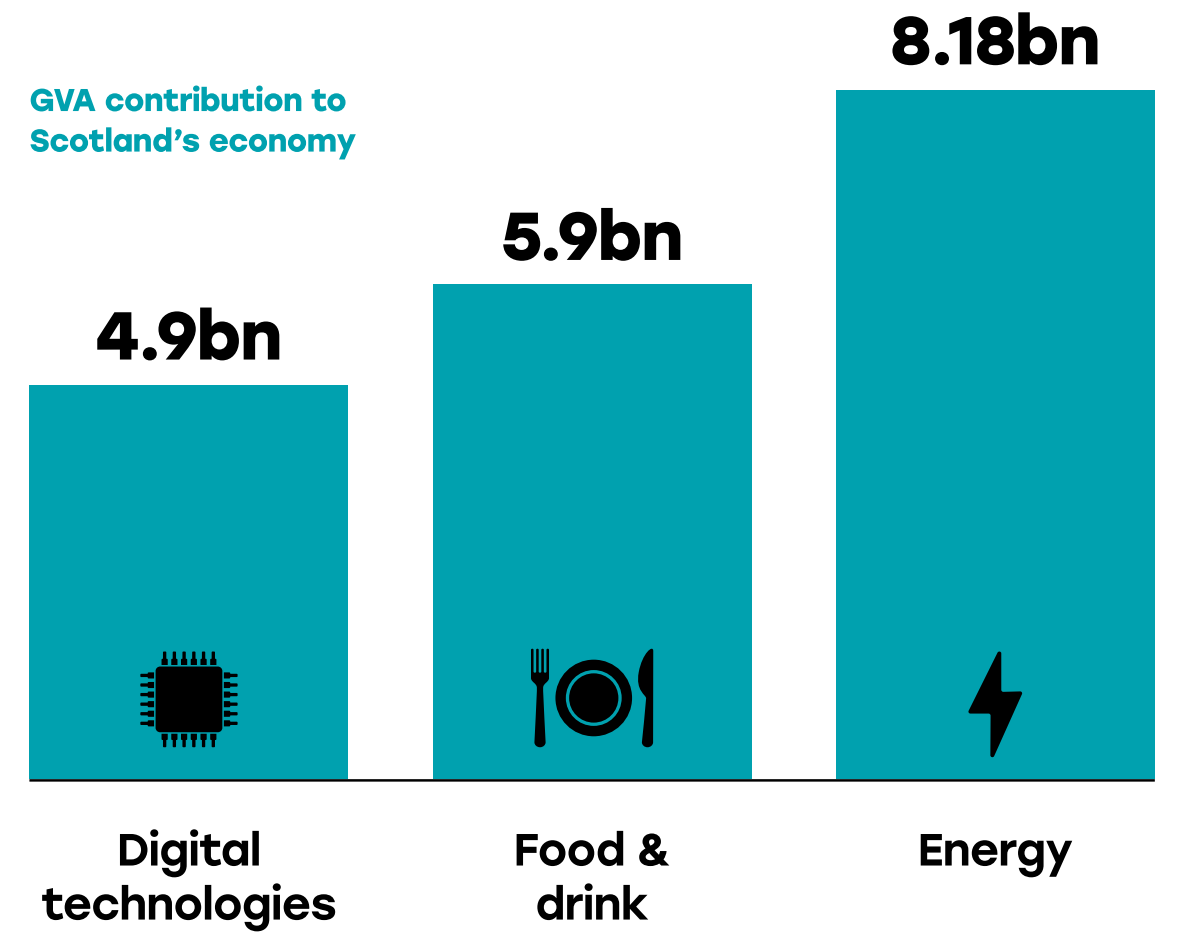 GVA contribution to
Scotland’s economy
4.9bn
5.9bn
8.18bn
Digital
technologies
Food &
drink
Energy